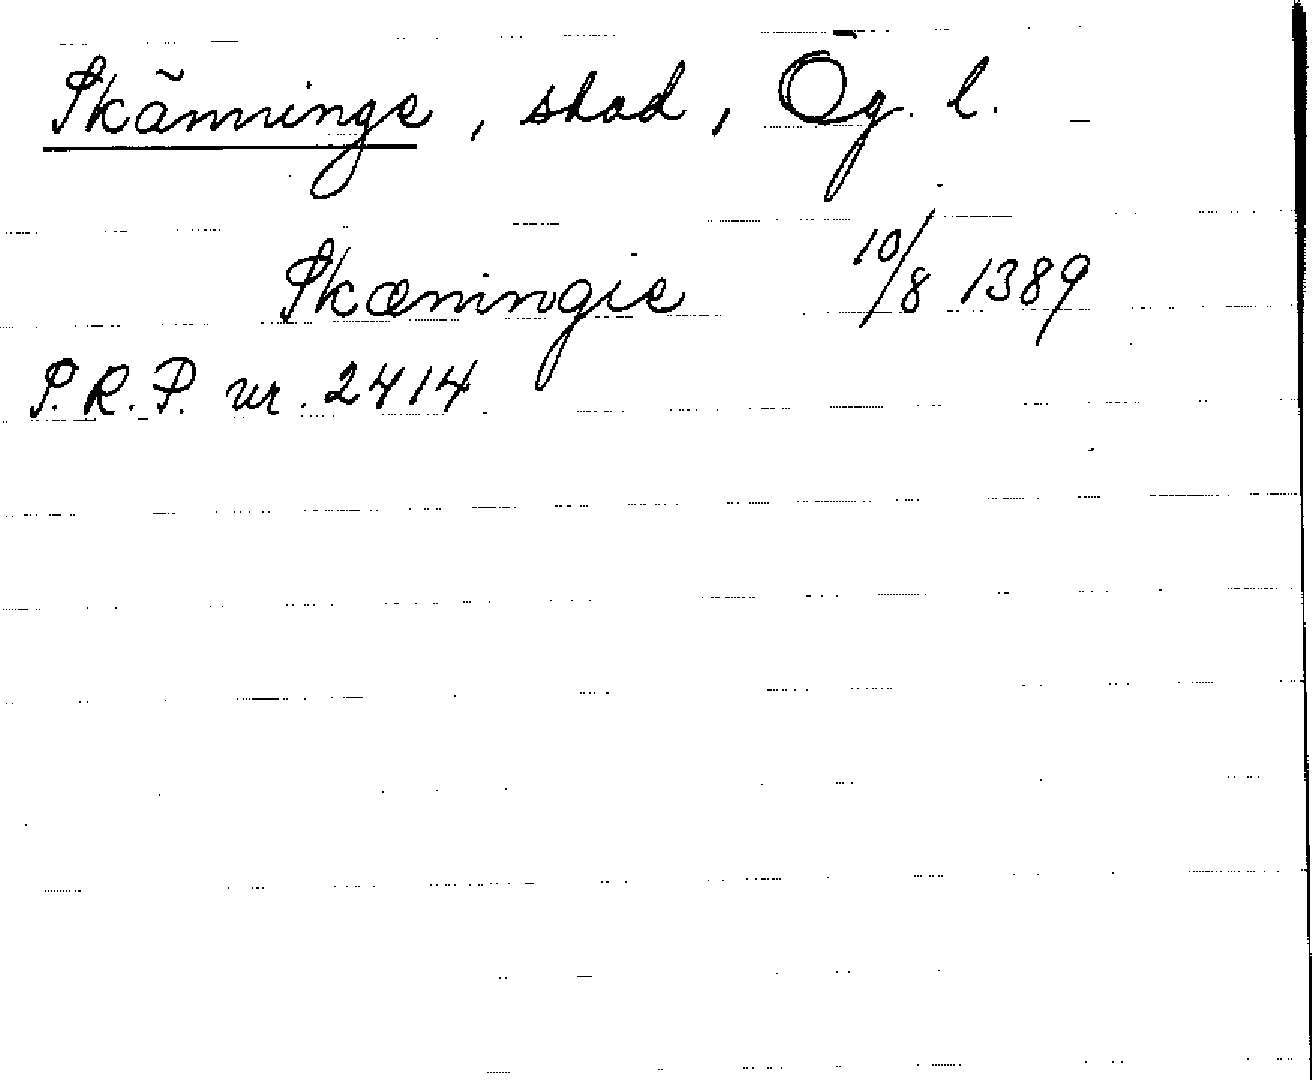 Skänninge, stad, Ög. l.
Skæningie 10/8 1389
S.R.P. nr. 2414